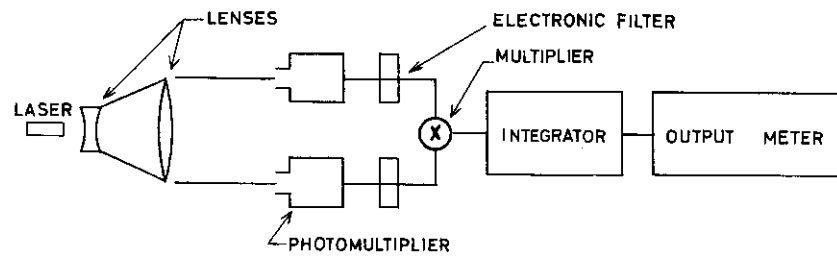 LENSES
ELECTRONIC FILTER
MULTIPLIER
LASER
X
INTEGRATOR
OUTPUT METER
PHOTOMULTIPLIER